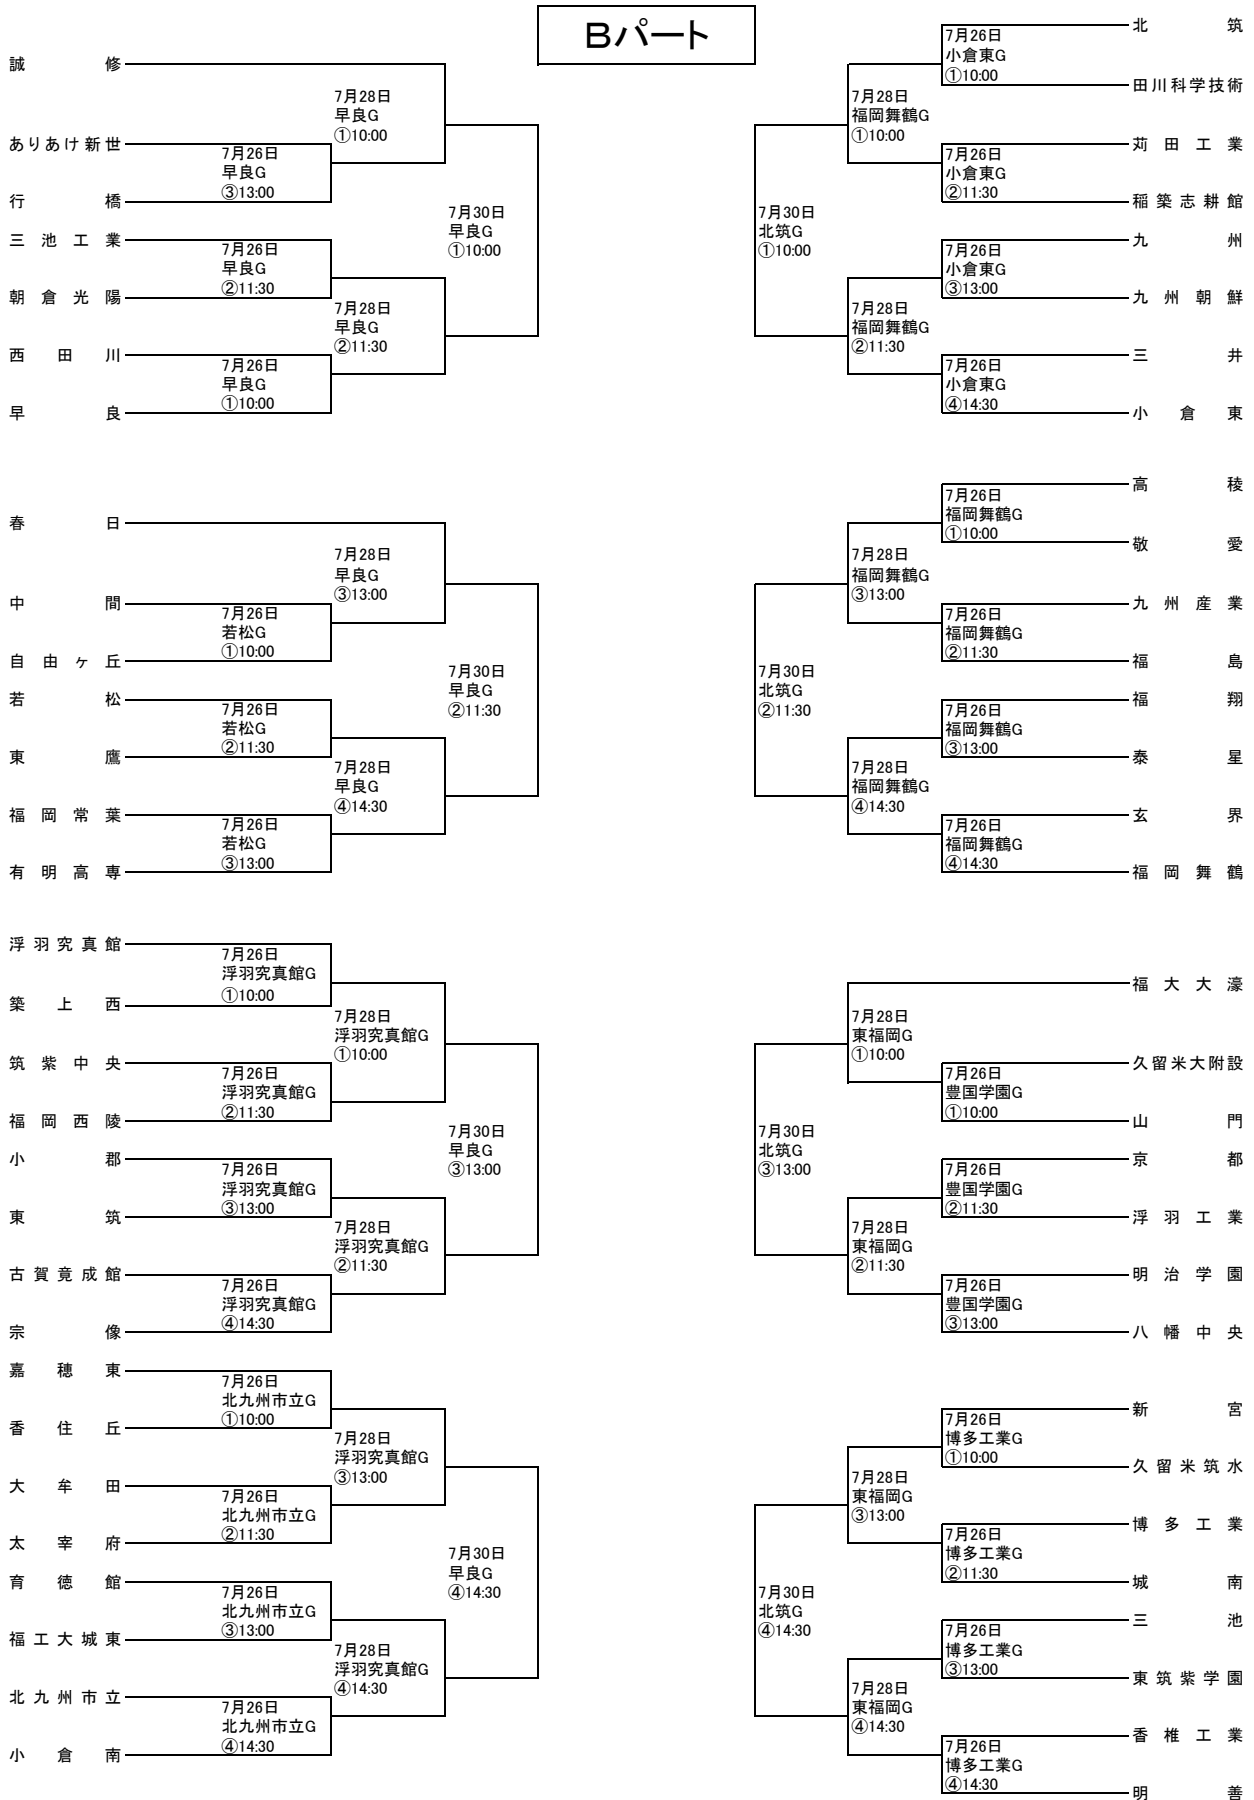 Bパート
誠修
7月28日
早良G
①10:00
ありあけ新世
7月26日
早良G
③13:00
行橋
7月30日
早良G
①10:00
三池工業
7月26日
早良G
②11:30
朝倉光陽
7月28日
早良G
②11:30
西田川
7月26日
早良G
①10:00
早良
春日
7月28日
早良G
③13:00
中間
7月26日
若松G
①10:00
自由ヶ丘
7月30日
早良G
②11:30
若松
7月26日
若松G
②11:30
東鷹
7月28日
早良G
④14:30
福岡常葉
7月26日
若松G
③13:00
有明高専
浮羽究真館
7月26日
浮羽究真館G
①10:00
築上西
7月28日
浮羽究真館G
①10:00
筑紫中央
7月26日
浮羽究真館G
②11:30
福岡西陵
7月30日
早良G
③13:00
小郡
7月26日
浮羽究真館G
③13:00
東筑
7月28日
浮羽究真館G
②11:30
古賀竟成館
7月26日
浮羽究真館G
④14:30
宗像
嘉穂東
7月26日
北九州市立G
①10:00
香住丘
7月28日
浮羽究真館G
③13:00
大牟田
7月26日
北九州市立G
②11:30
太宰府
7月30日
早良G
④14:30
育徳館
7月26日
北九州市立G
③13:00
福工大城東
7月28日
浮羽究真館G
④14:30
北九州市立
7月26日
北九州市立G
④14:30
小倉南
北筑
7月26日
小倉東G
①10:00
田川科学技術
7月28日
福岡舞鶴G
①10:00
苅田工業
7月26日
小倉東G
②11:30
稲築志耕館
7月30日
北筑G
①10:00
九州
7月26日
小倉東G
③13:00
九州朝鮮
7月28日
福岡舞鶴G
②11:30
三井
7月26日
小倉東G
④14:30
小倉東
高稜
7月26日
福岡舞鶴G
①10:00
敬愛
7月28日
福岡舞鶴G
③13:00
九州産業
7月26日
福岡舞鶴G
②11:30
福島
7月30日
北筑G
②11:30
福翔
7月26日
福岡舞鶴G
③13:00
泰星
7月28日
福岡舞鶴G
④14:30
玄界
7月26日
福岡舞鶴G
④14:30
福岡舞鶴
福大大濠
7月28日
東福岡G
①10:00
久留米大附設
7月26日
豊国学園G
①10:00
山門
7月30日
北筑G
③13:00
京都
7月26日
豊国学園G
②11:30
浮羽工業
7月28日
東福岡G
②11:30
明治学園
7月26日
豊国学園G
③13:00
八幡中央
新宮
7月26日
博多工業G
①10:00
久留米筑水
7月28日
東福岡G
③13:00
博多工業
7月26日
博多工業G
②11:30
城南
7月30日
北筑G
④14:30
三池
7月26日
博多工業G
③13:00
東筑紫学園
7月28日
東福岡G
④14:30
香椎工業
7月26日
博多工業G
④14:30
明善